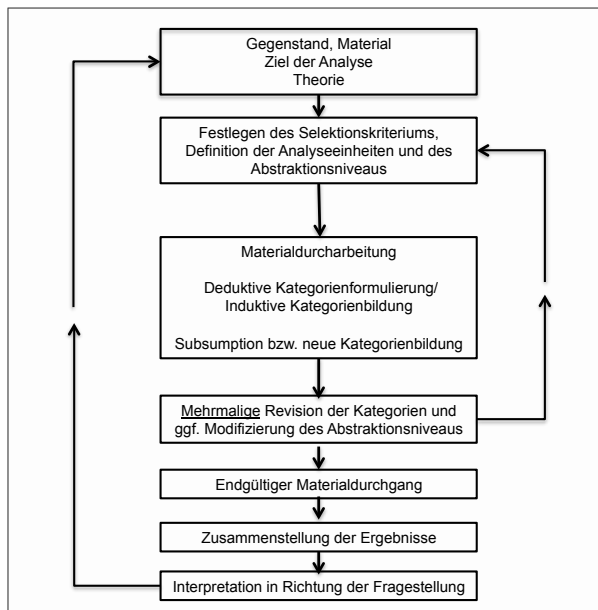 Gegenstand, Material
Ziel der Analyse
Theorie
Festlegen des Selektionskriteriums,
Definition der Analyseeinheiten und des
Abstraktionsniveaus
Materialdurcharbeitung
Deduktive Kategorienformulierung/
Induktive Kategorienbildung
Subsumption bzw. neue Kategorienbildung
Mehrmalige Revision der Kategorien und
ggf. Modifizierung des Abstraktionsniveaus
Endgültiger Materialdurchgang
Zusammenstellung der Ergebnisse
Interpretation in Richtung der Fragestellung